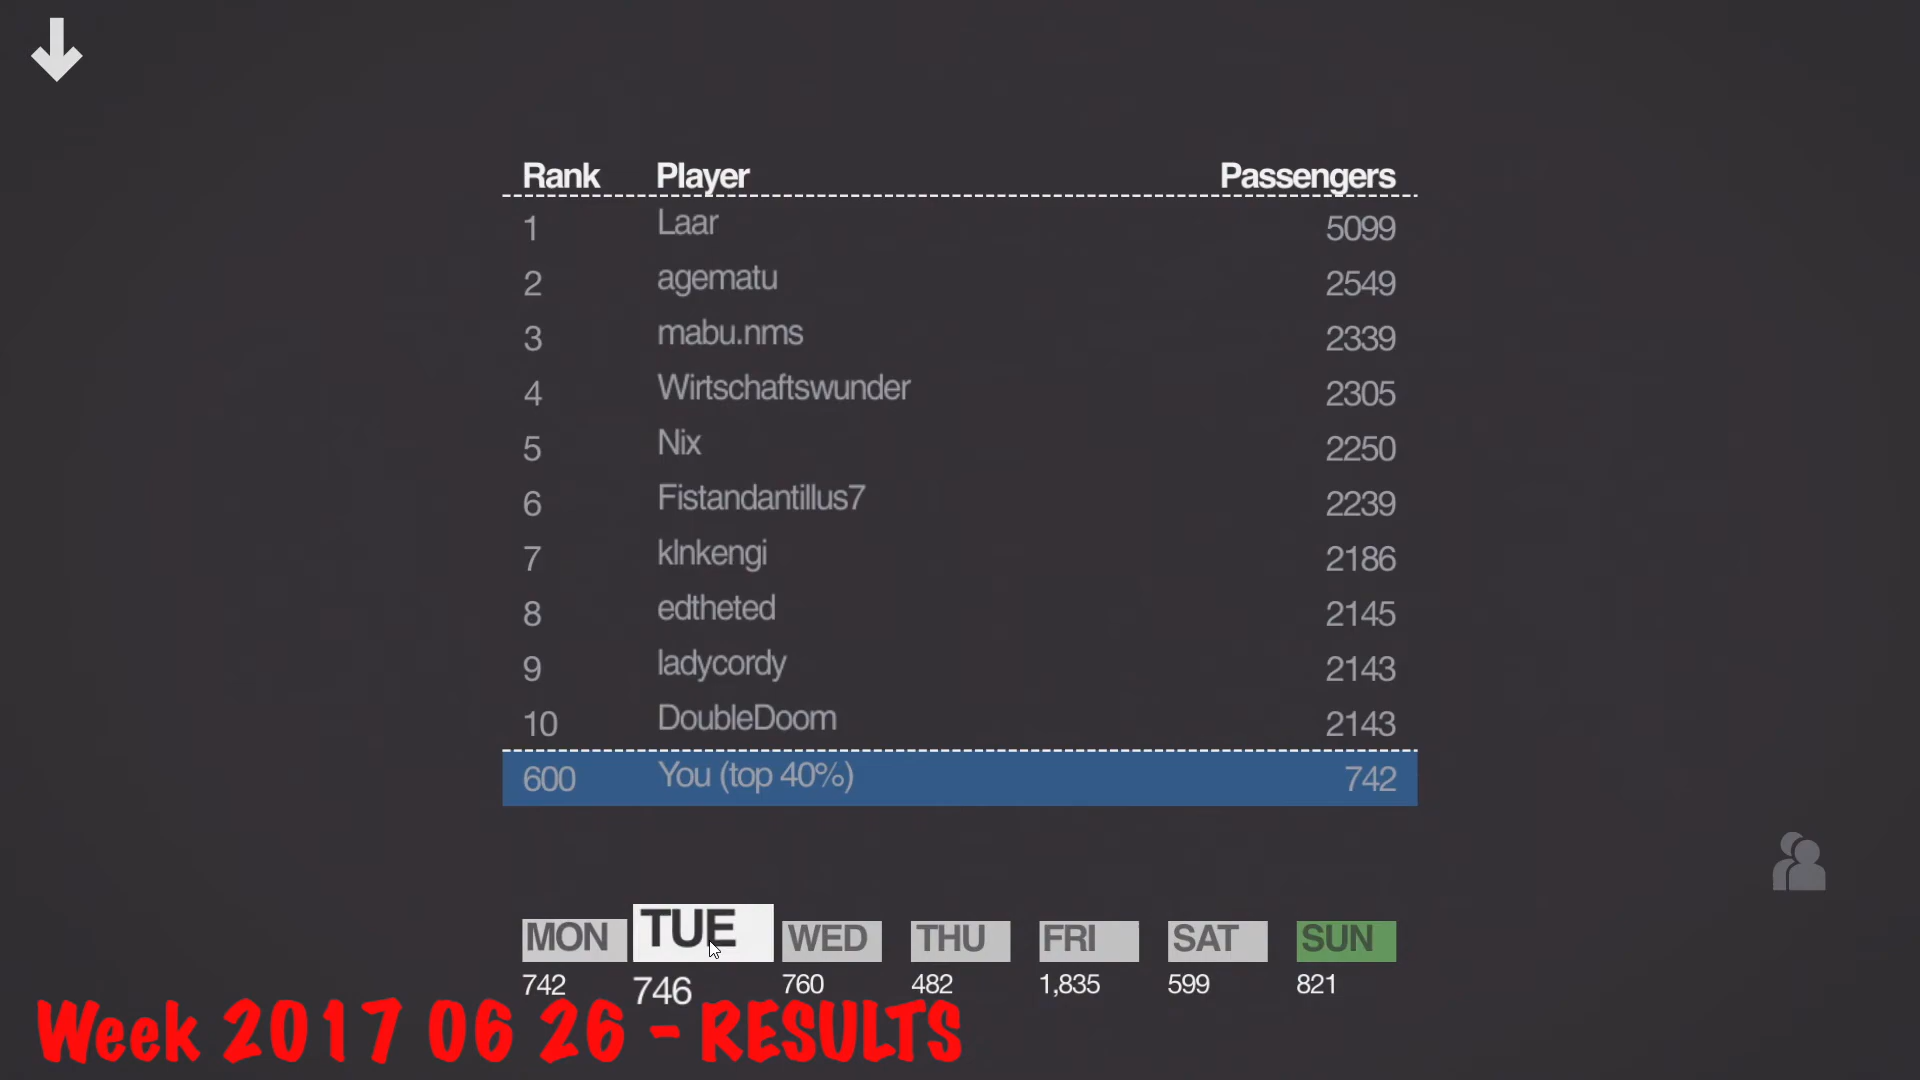 Rank Player Passengers
1 Laar 5099
2 agematu 2549
3 mabu.nms 2339
4 Wirtschaftswunder 2305
5 Nix 2250
6 Fistandantillus7 2239
7 klnkengi 2186
8 edtheted 2145
9 ladycordy 2143
10 DoubleDoom 2143
600 You (top 40%) 742
MON TUE WED THU FRI SAT SUN
742 746 760 482 1,835 599 821
Week 2017 06 26 - RESULTS